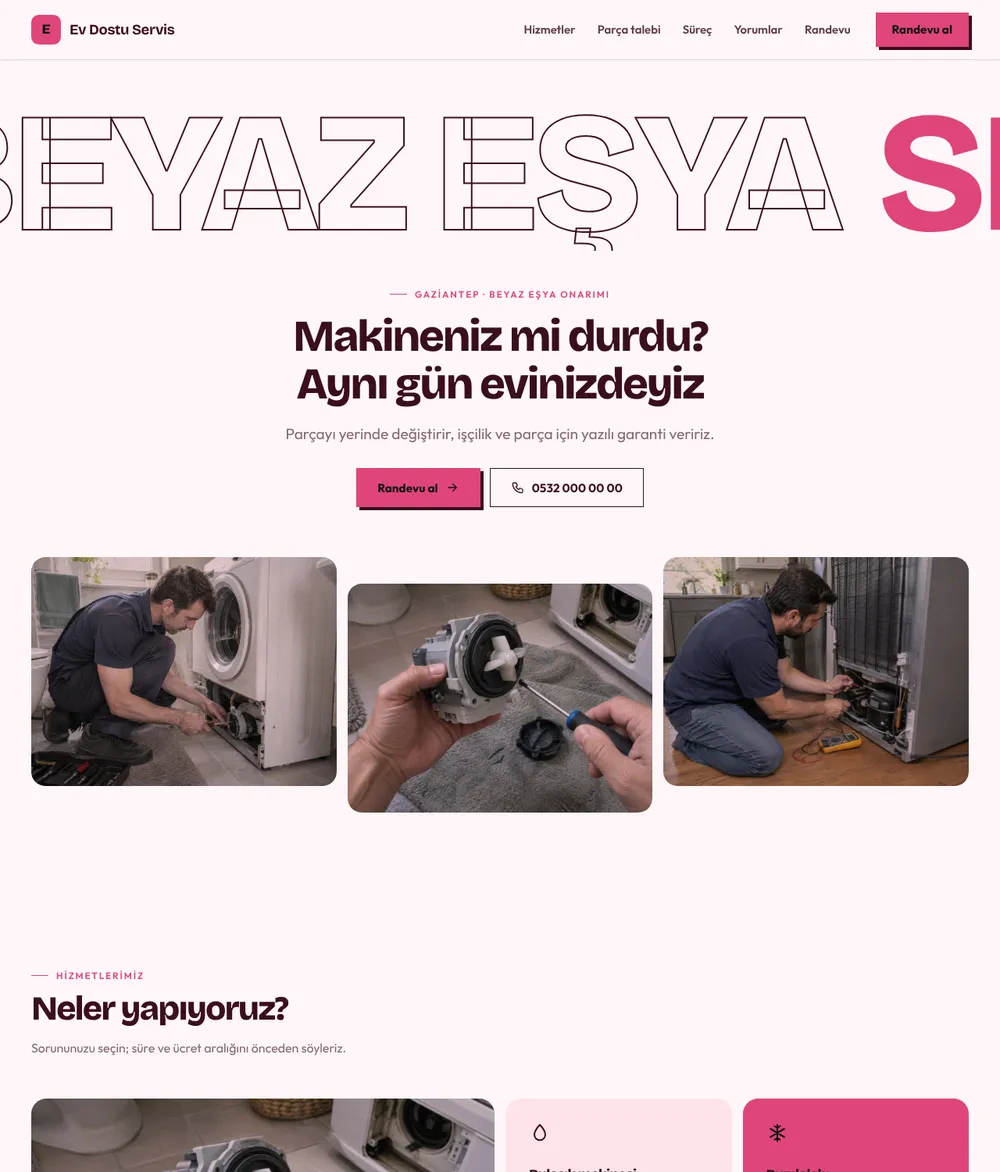 E
Ev Dostu Servis
Hizmetler
Parça talebi
Süreç
Yorumlar
Randevu
Randevu al
BEYAZ EŞYA S
GAZİANTEP · BEYAZ EŞYA ONARIMI
Makineniz mi durdu?
Aynı gün evinizdeyiz
Parçayı yerinde değiştirir, işçilik ve parça için yazılı garanti veririz.
Randevu al →
0532 000 00 00
HİZMETLERİMİZ
Neler yapıyoruz?
Sorununuzu seçin; süre ve ücret aralığını önceden söyleriz.